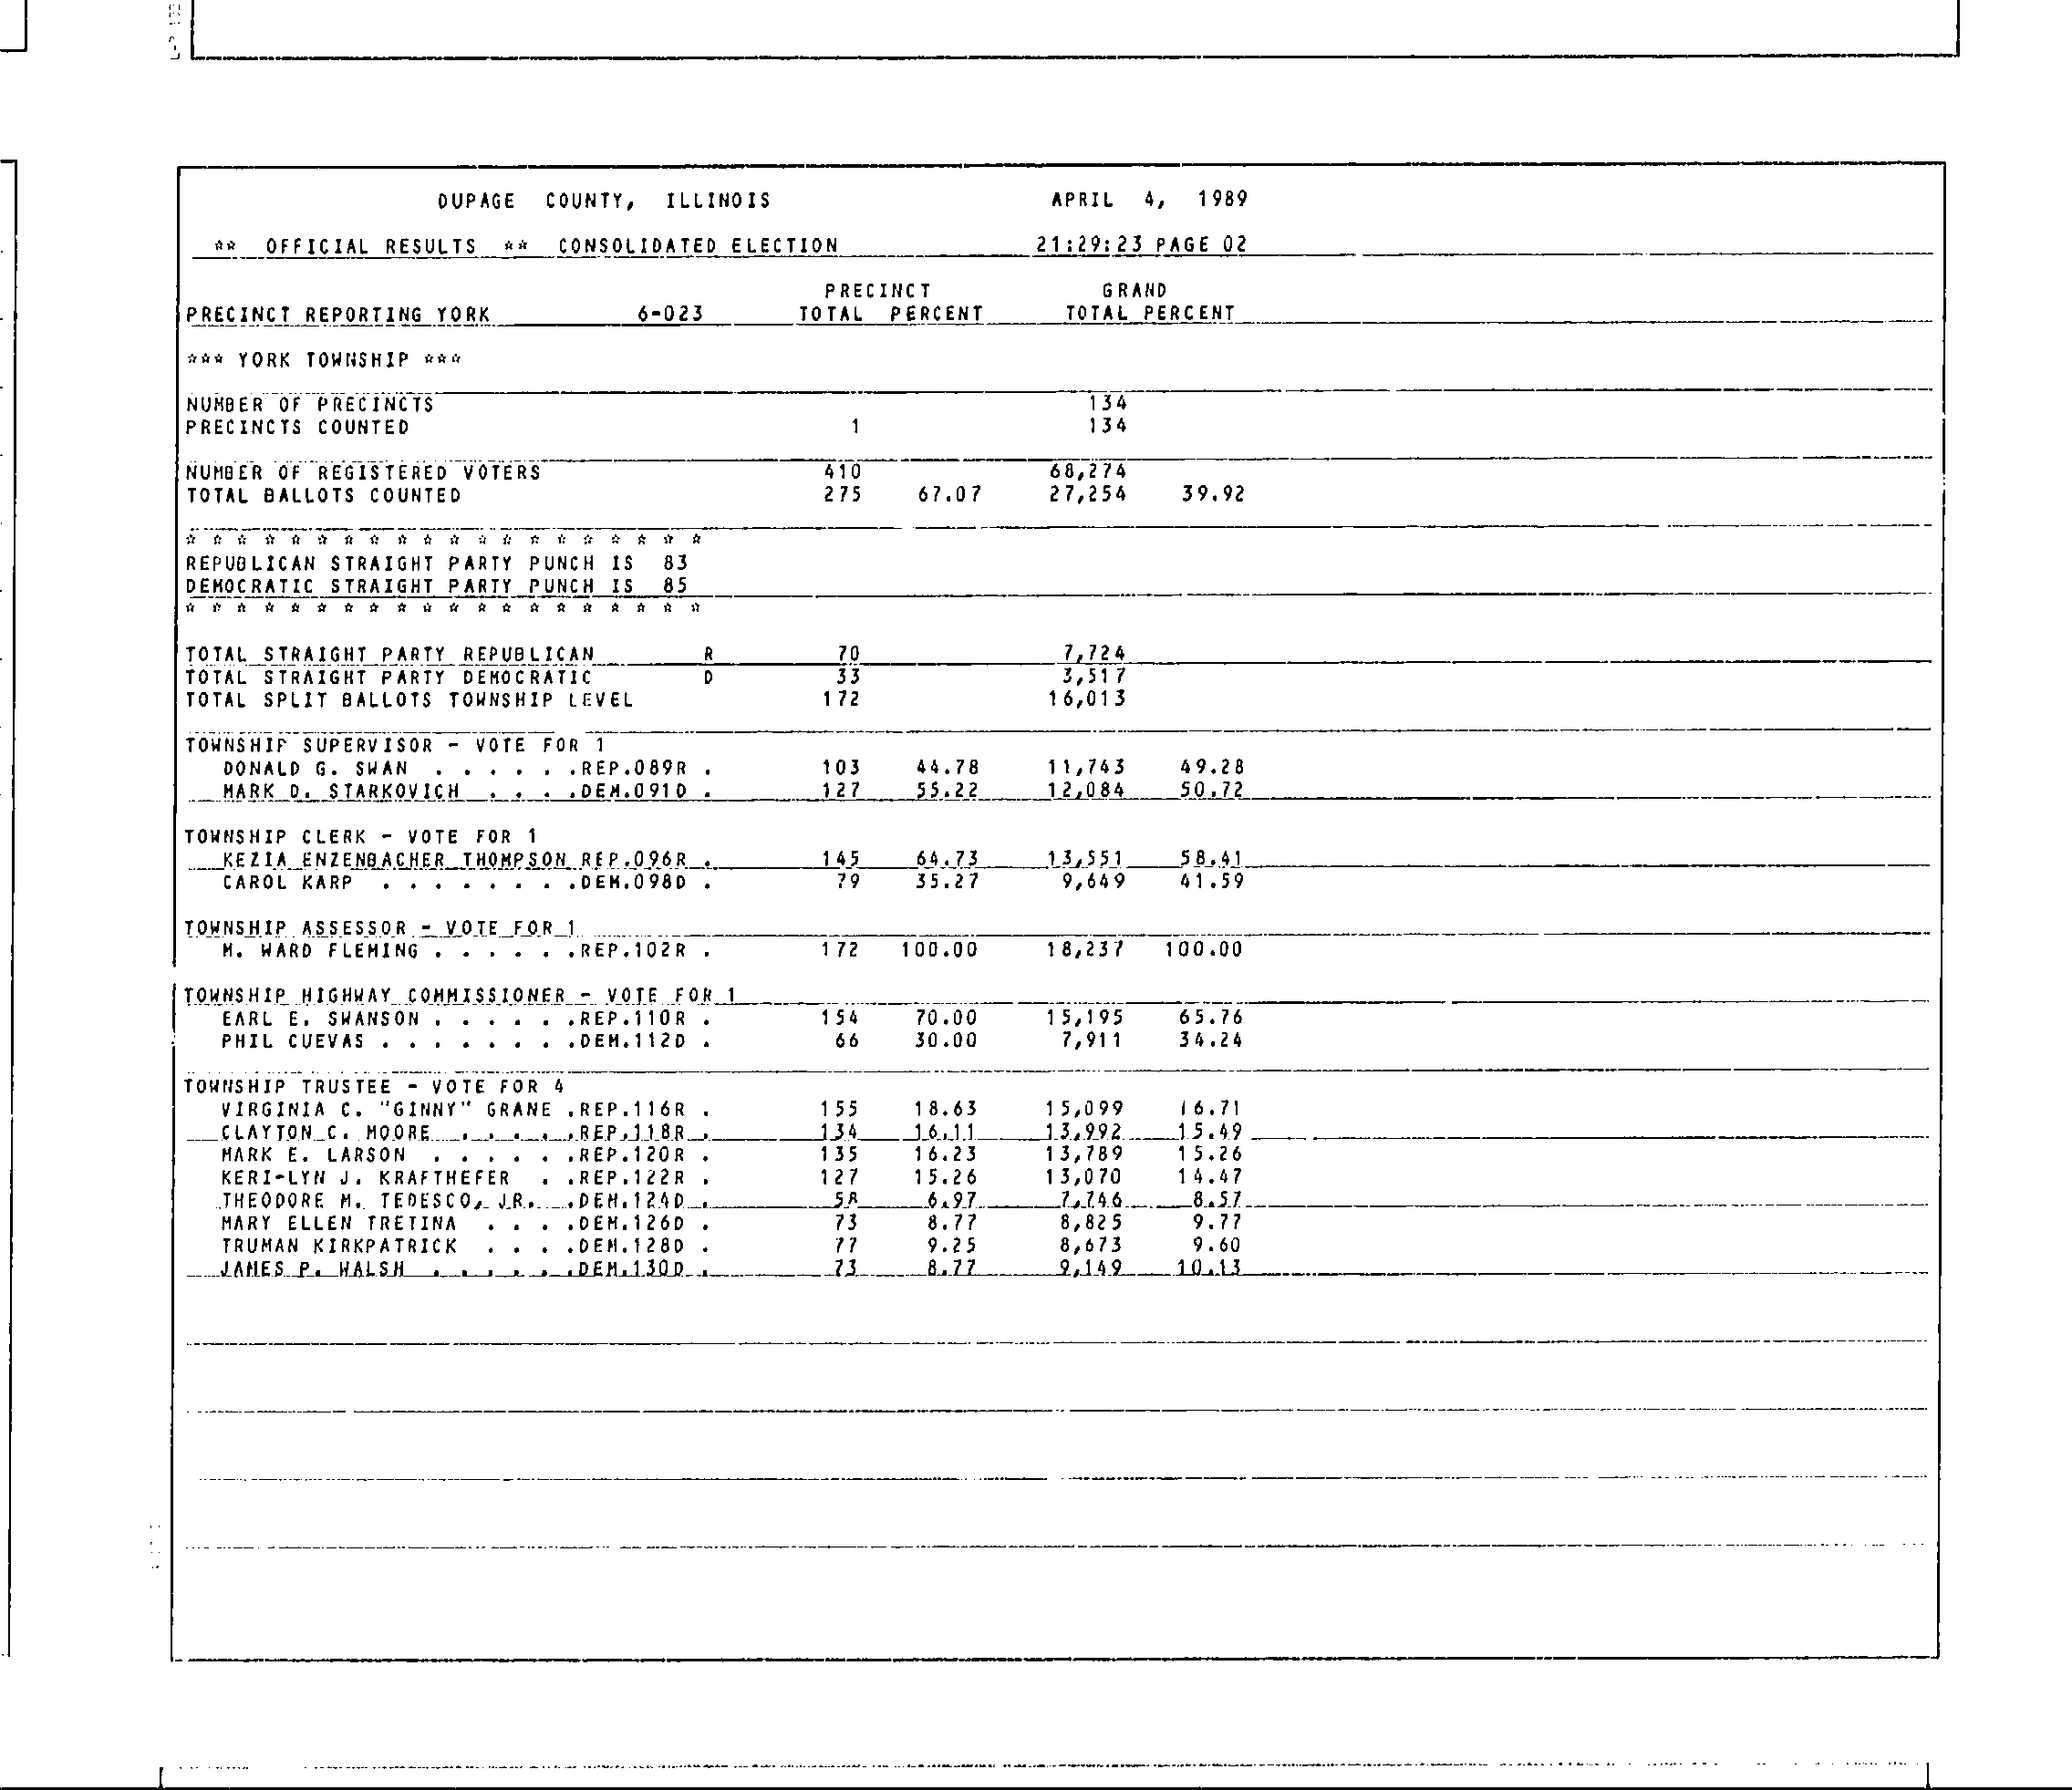 DUPAGE COUNTY, ILLINOIS APRIL 4, 1989
** OFFICIAL RESULTS ** CONSOLIDATED ELECTION 21:29:23 PAGE 02
PRECINCT GRAND
PRECINCT REPORTING YORK 6-023 TOTAL PERCENT TOTAL PERCENT
*** YORK TOWNSHIP ***
NUMBER OF PRECINCTS 134
PRECINCTS COUNTED 1 134
NUMBER OF REGISTERED VOTERS 410 68,274
TOTAL BALLOTS COUNTED 275 67.07 27,254 39.92
* * * * * * * * * * * * * * * * * * * *
REPUBLICAN STRAIGHT PARTY PUNCH IS 83
DEMOCRATIC STRAIGHT PARTY PUNCH IS 85
* * * * * * * * * * * * * * * * * * * *
TOTAL STRAIGHT PARTY REPUBLICAN R 70 7,724
TOTAL STRAIGHT PARTY DEMOCRATIC D 33 3,517
TOTAL SPLIT BALLOTS TOWNSHIP LEVEL 172 16,013
TOWNSHIP SUPERVISOR - VOTE FOR 1
DONALD G. SWAN . . . . . .REP.089R . 103 44.78 11,743 49.28
MARK D. STARKOVICH . . . .DEM.091D . 127 55.22 12,084 50.72
TOWNSHIP CLERK - VOTE FOR 1
KEZIA ENZENBACHER THOMPSON REP.096R . 145 64.73 13,551 58.41
CAROL KARP . . . . . . . .DEM.098D . 79 35.27 9,649 41.59
TOWNSHIP ASSESSOR - VOTE FOR 1
M. WARD FLEMING . . . . . .REP.102R . 172 100.00 18,237 100.00
TOWNSHIP HIGHWAY COMMISSIONER - VOTE FOR 1
EARL E. SWANSON . . . . . .REP.110R . 154 70.00 15,195 65.76
PHIL CUEVAS . . . . . . . .DEM.112D . 66 30.00 7,911 34.24
TOWNSHIP TRUSTEE - VOTE FOR 4
VIRGINIA C. "GINNY" GRANE .REP.116R . 155 18.63 15,099 16.71
CLAYTON C. MOORE . . . . .REP.118R . 134 16.11 13,992 15.49
MARK E. LARSON . . . . . .REP.120R . 135 16.23 13,789 15.26
KERI-LYN J. KRAFTHEFER . .REP.122R . 127 15.26 13,070 14.47
THEODORE M. TEDESCO, JR. .DEM.124D . 58 6.97 7,746 8.57
MARY ELLEN TRETINA . . . .DEM.126D . 73 8.77 8,825 9.77
TRUMAN KIRKPATRICK . . . .DEM.128D . 77 9.25 8,673 9.60
JAMES P. WALSH . . . . . .DEM.130D . 73 8.77 9,149 10.13